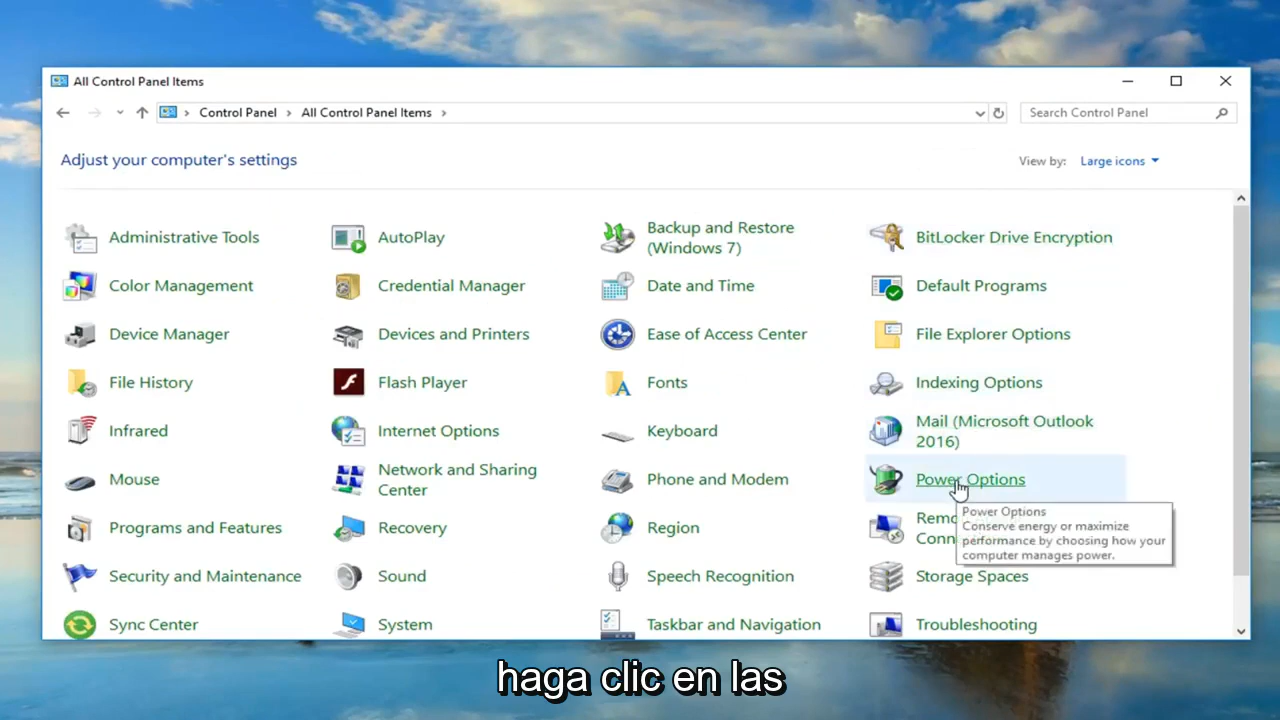 All Control Panel Items
Control Panel > All Control Panel Items >
Search Control Panel
Adjust your computer's settings
View by: Large icons
Administrative Tools
AutoPlay
Backup and Restore
(Windows 7)
BitLocker Drive Encryption
Color Management
Credential Manager
Date and Time
Default Programs
Device Manager
Devices and Printers
Ease of Access Center
File Explorer Options
File History
Flash Player
Fonts
Indexing Options
Infrared
Internet Options
Keyboard
Mail (Microsoft Outlook
2016)
Mouse
Network and Sharing
Center
Phone and Modem
Power Options
Power Options
Conserve energy or maximize
performance by choosing how your
computer manages power.
Programs and Features
Recovery
Region
Security and Maintenance
Sound
Speech Recognition
Storage Spaces
Sync Center
System
Taskbar and Navigation
Troubleshooting
haga clic en las